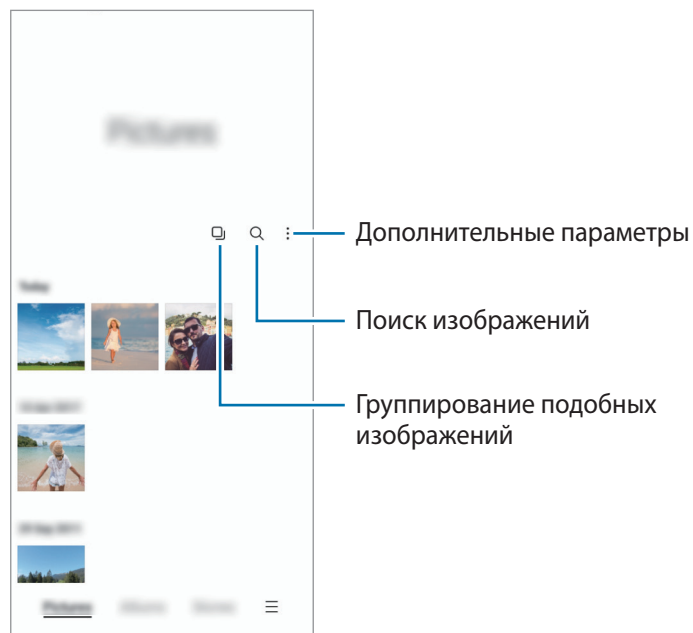 Pictures
Дополнительные параметры
Today
Поиск изображений
Группирование подобных
изображений
Pictures